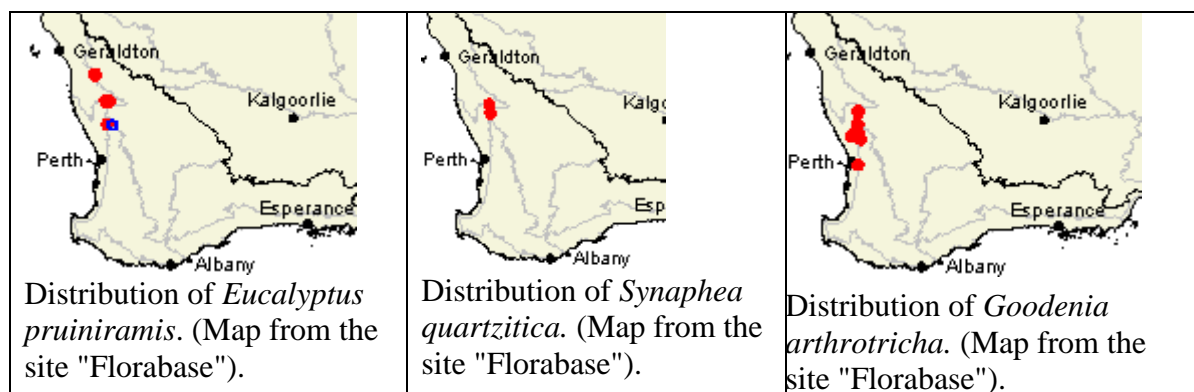 Geraldton
Kalgoorlie
Perth
Esperance
Albany
Distribution of Eucalyptus
pruiniramis. (Map from the
site "Florabase").
Geraldton
Kalgo
Perth
Esp
Albany
Distribution of Synaphea
quartzitica. (Map from the
site "Florabase").
Geraldton
Kalgoorlie
Perth
Esperance
Albany
Distribution of Goodenia
arthrotricha. (Map from the
site "Florabase").